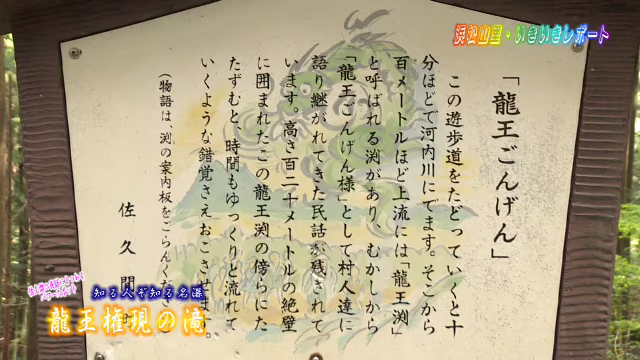 浜松山里・いきいきレポート
「龍王ごんげん」
この遊歩道をたどっていくと十
分ほどで河内川にでます。そこから
百メートルほど上流には「龍王渕」
と呼ばれる渕があり、むかしから
「龍王ごんげん様」として村人達に
語り継がれてきた民話が残されて
います。高さ百二十メートルの絶壁
に囲まれたこの龍王渕の傍らにた
たずむと、時間もゆっくりと流れて
いくような錯覚さえおこさ
す。
（物語は、渕の案内板をごらんくだ
佐久間
知る人ぞ知る名瀑
龍王権現の滝